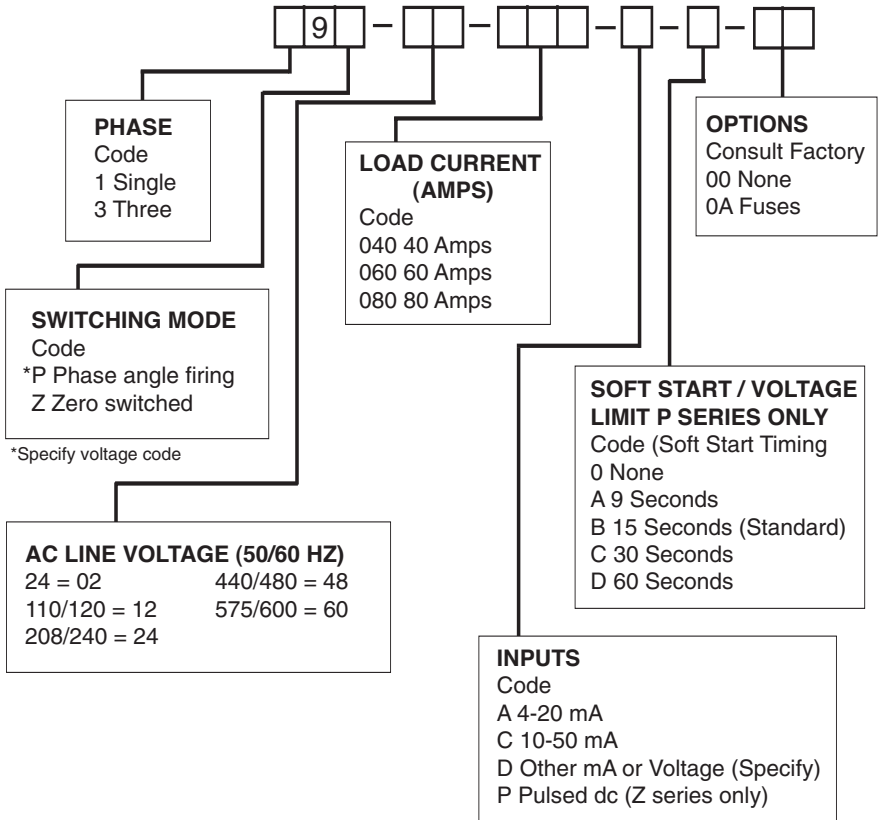 9 - - - - -
PHASE
Code
1 Single
3 Three
LOAD CURRENT
(AMPS)
Code
040 40 Amps
060 60 Amps
080 80 Amps
OPTIONS
Consult Factory
00 None
0A Fuses
SWITCHING MODE
Code
*P Phase angle firing
Z Zero switched
*Specify voltage code
SOFT START / VOLTAGE
LIMIT P SERIES ONLY
Code (Soft Start Timing
0 None
A 9 Seconds
B 15 Seconds (Standard)
C 30 Seconds
D 60 Seconds
AC LINE VOLTAGE (50/60 HZ)
24 = 02 440/480 = 48
110/120 = 12 575/600 = 60
208/240 = 24
INPUTS
Code
A 4-20 mA
C 10-50 mA
D Other mA or Voltage (Specify)
P Pulsed dc (Z series only)